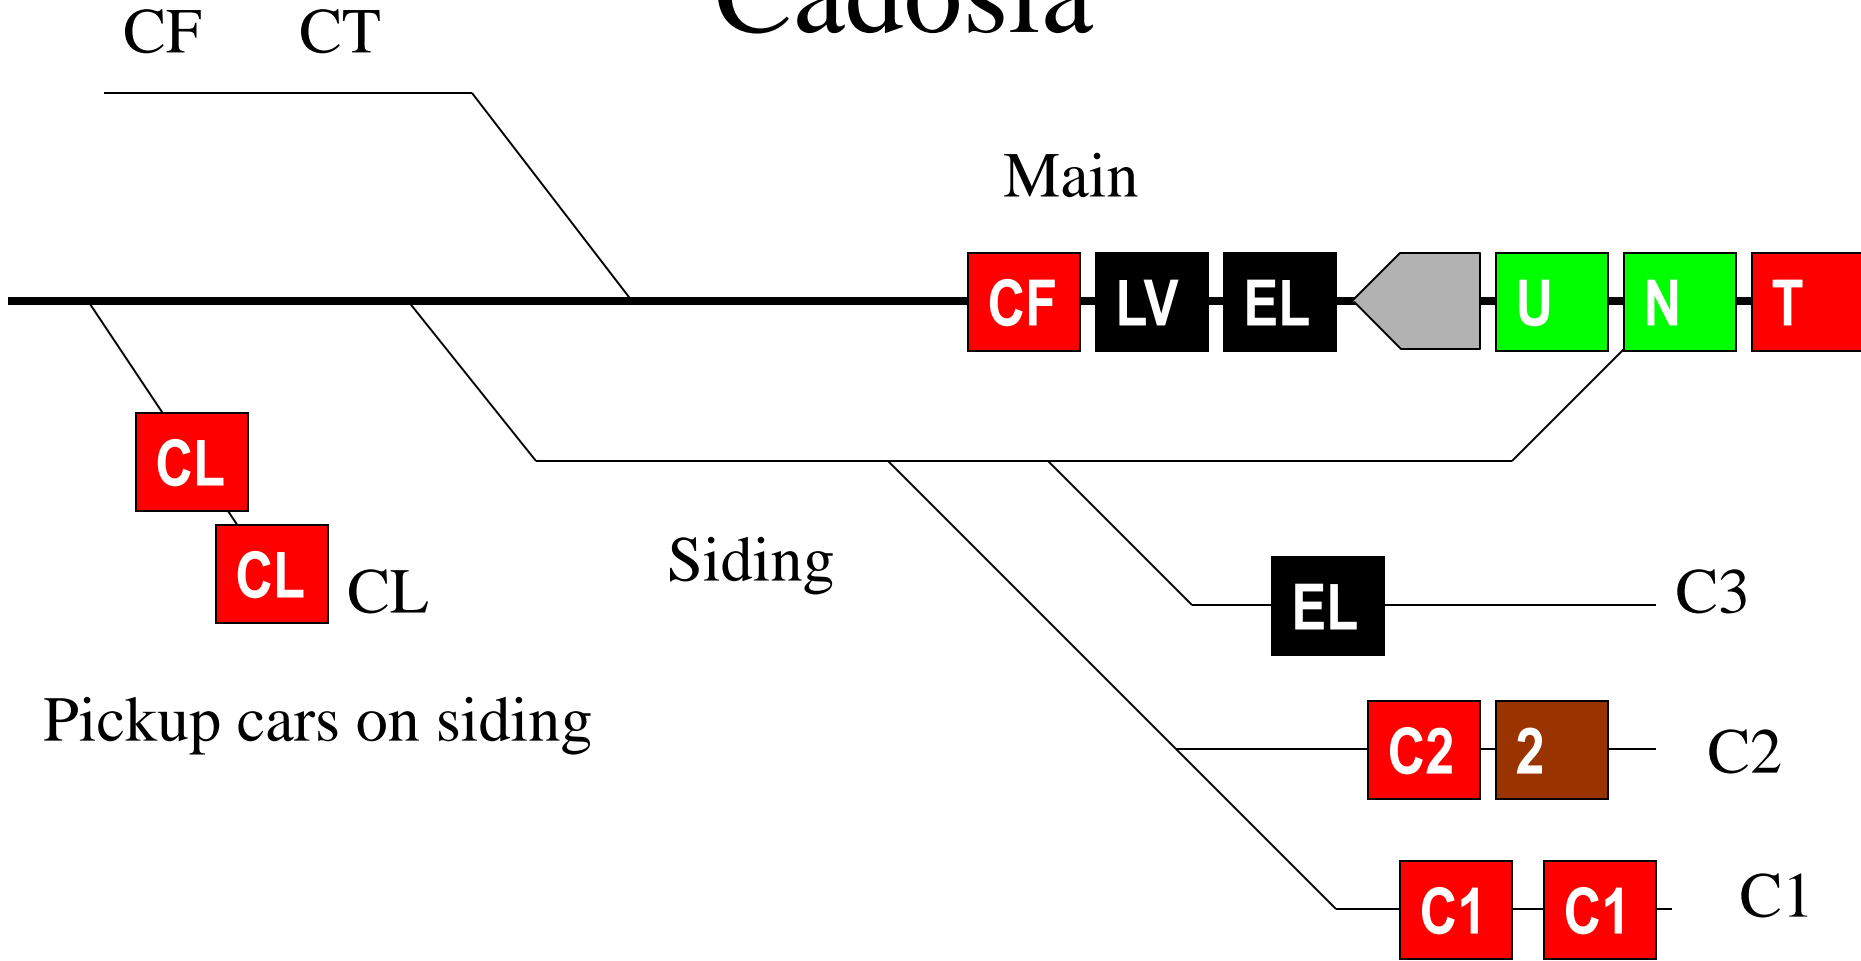 Cadosia
CF CT
Main
CF LV EL U N T
CL
CL CL
Siding
EL C3
Pickup cars on siding
C2 2 C2
C1 C1 C1